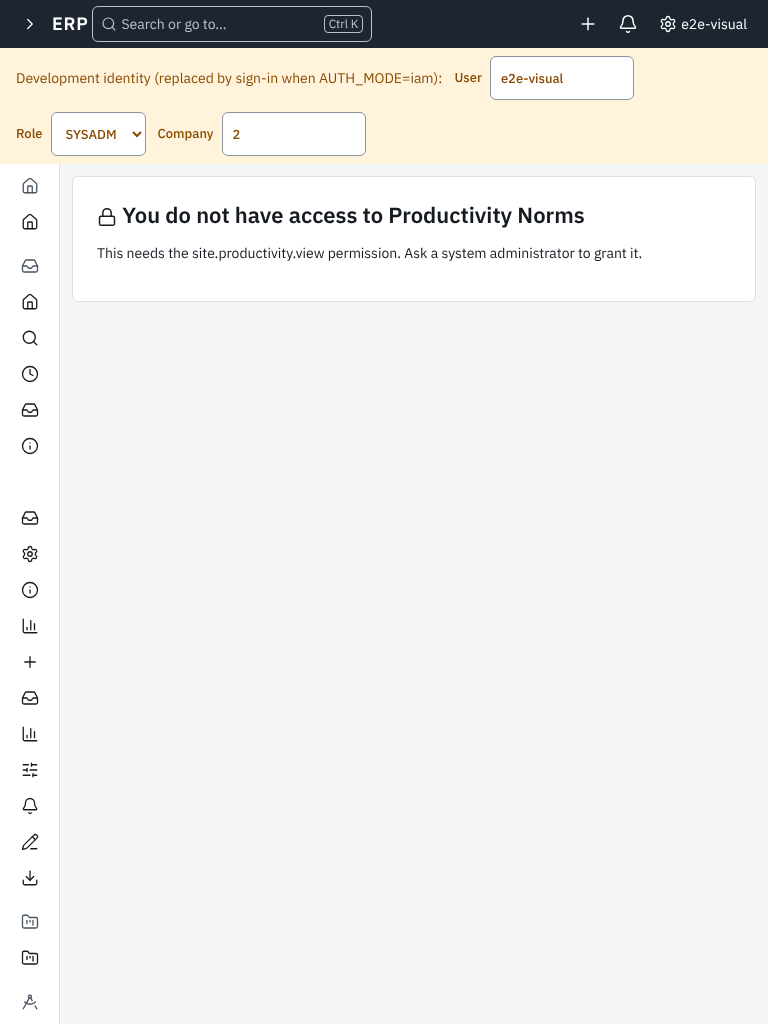 ERP Search or go to... Ctrl K e2e-visual
Development identity (replaced by sign-in when AUTH_MODE=iam): User e2e-visual
Role SYSADM Company 2
You do not have access to Productivity Norms
This needs the site.productivity.view permission. Ask a system administrator to grant it.